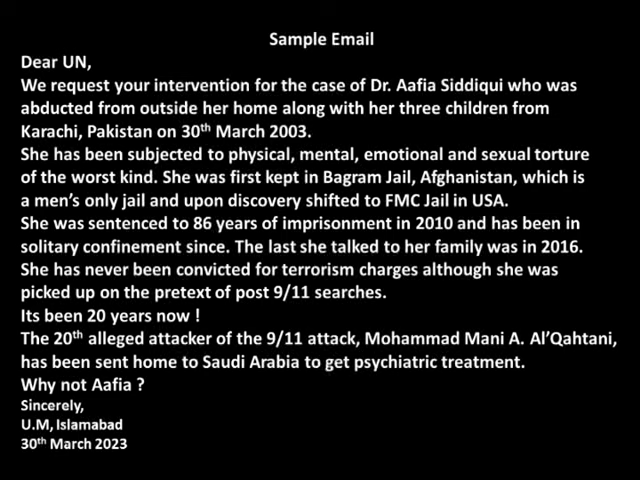 Sample Email
Dear UN,
We request your intervention for the case of Dr. Aafia Siddiqui who was
abducted from outside her home along with her three children from
Karachi, Pakistan on 30th March 2003.
She has been subjected to physical, mental, emotional and sexual torture
of the worst kind. She was first kept in Bagram Jail, Afghanistan, which is
a men's only jail and upon discovery shifted to FMC Jail in USA.
She was sentenced to 86 years of imprisonment in 2010 and has been in
solitary confinement since. The last she talked to her family was in 2016.
She has never been convicted for terrorism charges although she was
picked up on the pretext of post 9/11 searches.
Its been 20 years now !
The 20th alleged attacker of the 9/11 attack, Mohammad Mani A. Al'Qahtani,
has been sent home to Saudi Arabia to get psychiatric treatment.
Why not Aafia ?
Sincerely,
U.M, Islamabad
30th March 2023